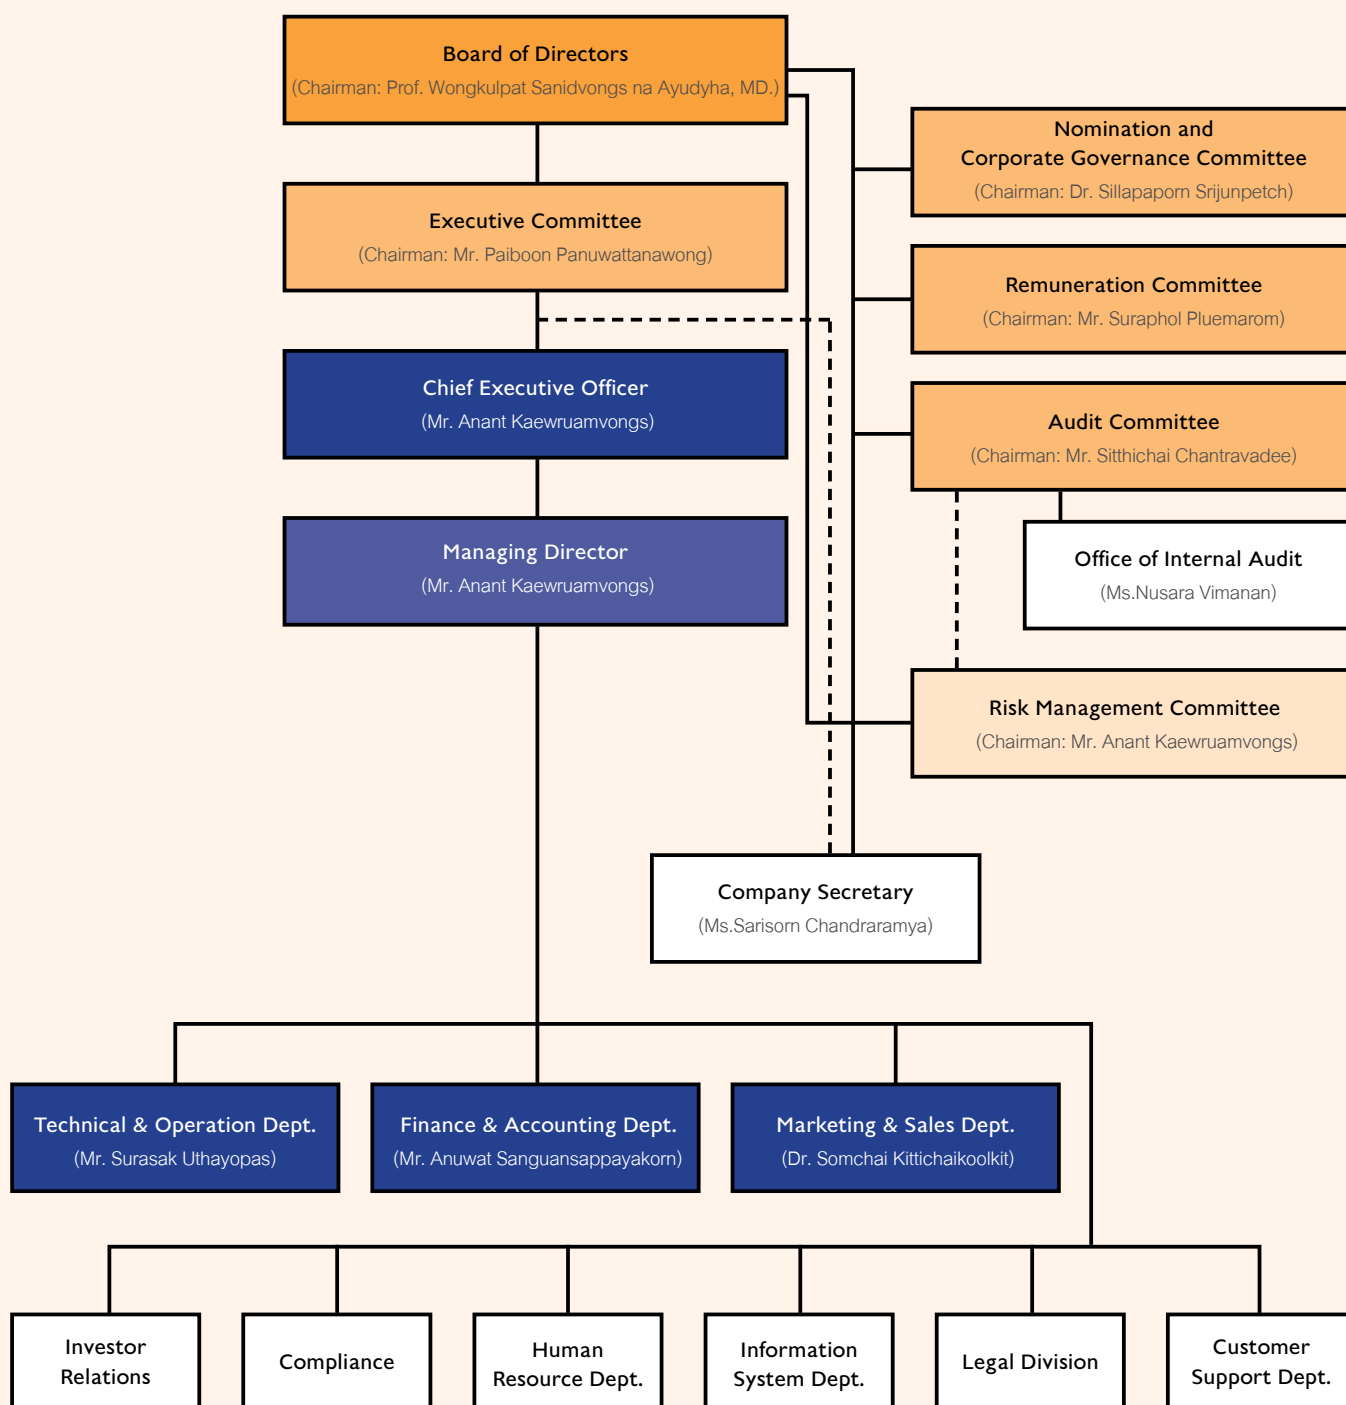 Board of Directors
(Chairman: Prof. Wongkulpat Sanidvongs na Ayudyha, MD.)
Nomination and
Corporate Governance Committee
(Chairman: Dr. Sillapaporn Srijunpetch)
Executive Committee
(Chairman: Mr. Paiboon Panuwattanawong)
Remuneration Committee
(Chairman: Mr. Suraphol Pluemarom)
Chief Executive Officer
(Mr. Anant Kaewruamvongs)
Audit Committee
(Chairman: Mr. Sitthichai Chantravadee)
Managing Director
(Mr. Anant Kaewruamvongs)
Office of Internal Audit
(Ms.Nusara Vimanan)
Risk Management Committee
(Chairman: Mr. Anant Kaewruamvongs)
Company Secretary
(Ms.Sarisorn Chandraramya)
Technical & Operation Dept.
(Mr. Surasak Uthayopas)
Finance & Accounting Dept.
(Mr. Anuwat Sanguansappayakorn)
Marketing & Sales Dept.
(Dr. Somchai Kittichaikoolkit)
Investor
Relations
Compliance
Human
Resource Dept.
Information
System Dept.
Legal Division
Customer
Support Dept.